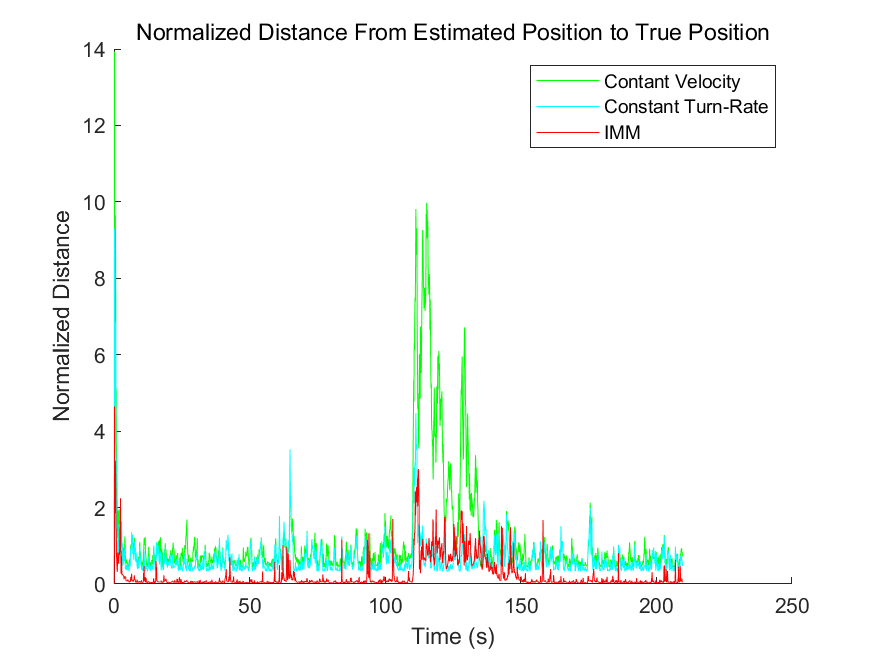 Normalized Distance From Estimated Position to True Position
14
12
10
8
6
4
2
0
Normalized Distance
Contant Velocity
Constant Turn-Rate
IMM
0 50 100 150 200 250
Time (s)